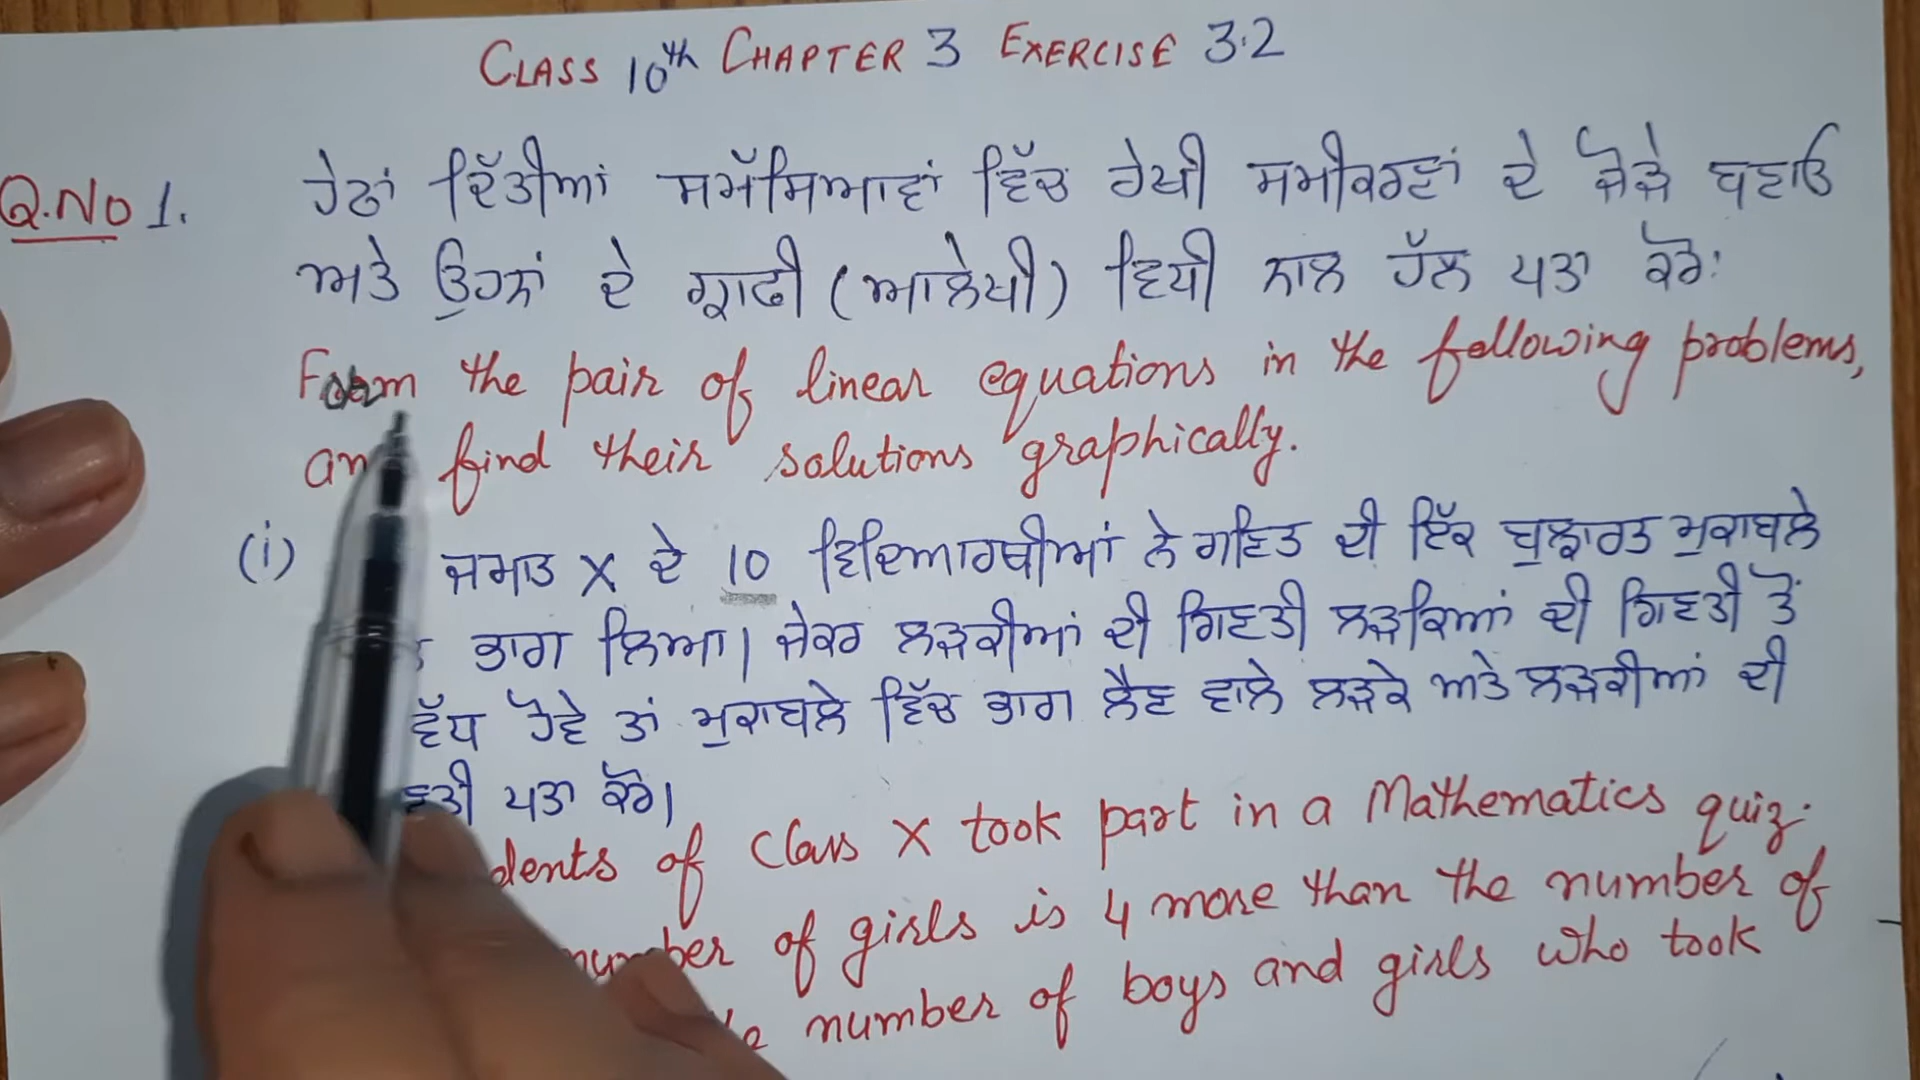 CLASS 10th CHAPTER 3 EXERCISE 3.2
Q.No 1. ਹੇਠਾਂ ਦਿੱਤੀਆਂ ਸਮੱਸਿਆਵਾਂ ਵਿੱਚ ਰੇਖੀ ਸਮੀਕਰਣਾਂ ਦੇ ਜੋੜੇ ਬਣਾਓ
ਅਤੇ ਉਹਨਾਂ ਦੇ ਗ੍ਰਾਫੀ (ਆਲੇਖੀ) ਵਿਧੀ ਨਾਲ ਹੱਲ ਪਤਾ ਕਰੋ:
Form the pair of linear equations in the following problems,
find their solutions graphically.
(i) ਜਮਾਤ X ਦੇ 10 ਵਿਦਿਆਰਥੀਆਂ ਨੇ ਗਣਿਤ ਦੀ ਇੱਕ ਬੁਝਾਰਤ ਮੁਕਾਬਲੇ
ਭਾਗ ਲਿਆ। ਜੇਕਰ ਲੜਕੀਆਂ ਦੀ ਗਿਣਤੀ ਲੜਕਿਆਂ ਦੀ ਗਿਣਤੀ ਤੋਂ
ਵੱਧ ਹੋਵੇ ਤਾਂ ਮੁਕਾਬਲੇ ਵਿੱਚ ਭਾਗ ਲੈਣ ਵਾਲੇ ਲੜਕੇ ਅਤੇ ਲੜਕੀਆਂ ਦੀ
ਪਤਾ ਕਰੋ।
of Class X took part in a Mathematics quiz.
number of girls is 4 more than the number of
number of boys and girls who took